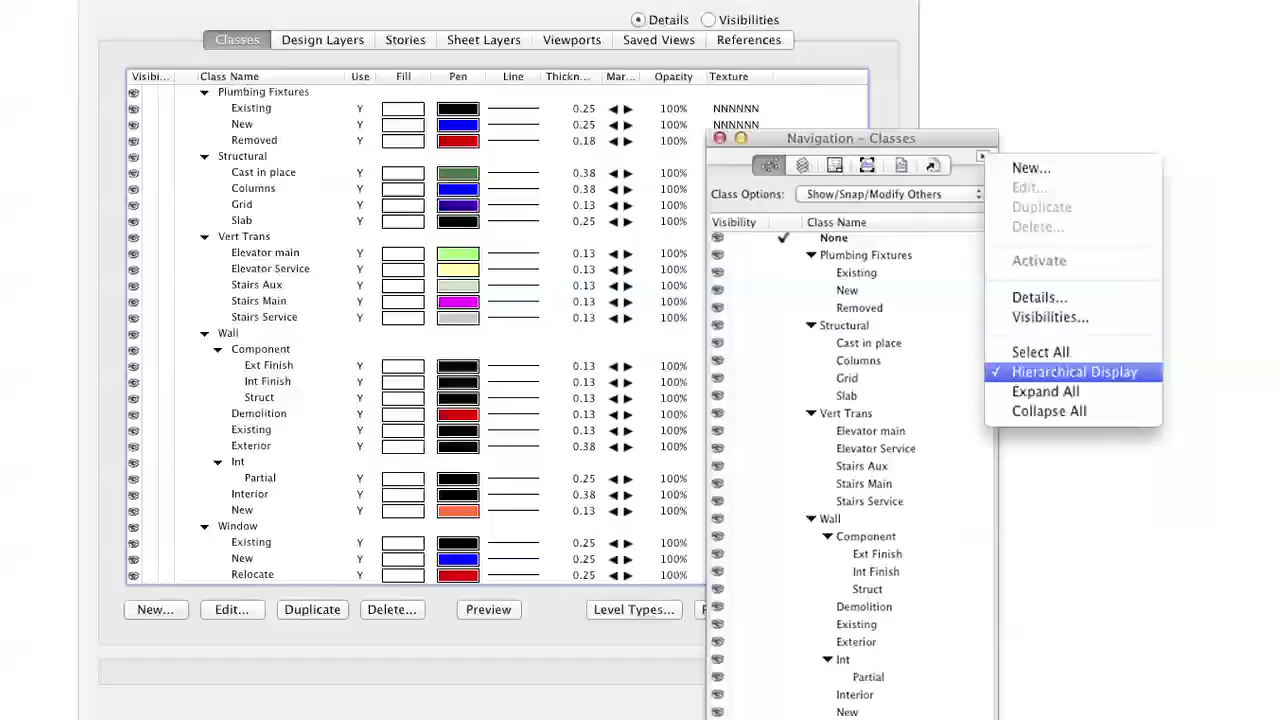 Details Visibilities
Classes Design Layers Stories Sheet Layers Viewports Saved Views References
Visibi... Class Name Use Fill Pen Line Thickn... Mar... Opacity Texture
Plumbing Fixtures
Existing Y 0.25 100% NNNNNN
New Y 0.25 100% NNNNNN
Removed Y 0.18 100%
Structural
Cast in place Y 0.38 100%
Columns Y 0.38 100%
Grid Y 0.13 100%
Slab Y 0.25 100%
Vert Trans
Elevator main Y 0.13 100%
Elevator Service Y 0.13 100%
Stairs Aux Y 0.13 100%
Stairs Main Y 0.13 100%
Stairs Service Y 0.13 100%
Wall
Component
Ext Finish Y 0.13 100%
Int Finish Y 0.13 100%
Struct Y 0.13 100%
Demolition Y 0.13 100%
Existing Y 0.13 100%
Exterior Y 0.38 100%
Int
Partial Y 0.25 100%
Interior Y 0.38 100%
New Y 0.13 100%
Window
Existing Y 0.25 100%
New Y 0.25 100%
Relocate Y 0.25 100%
New... Edit... Duplicate Delete... Preview Level Types...
Navigation - Classes
Class Options: Show/Snap/Modify Others
Visibility Class Name
None
Plumbing Fixtures
Existing
New
Removed
Structural
Cast in place
Columns
Grid
Slab
Vert Trans
Elevator main
Elevator Service
Stairs Aux
Stairs Main
Stairs Service
Wall
Component
Ext Finish
Int Finish
Struct
Demolition
Existing
Exterior
Int
Partial
Interior
New
New...
Edit...
Duplicate
Delete...
Activate
Details...
Visibilities...
Select All
✓ Hierarchical Display
Expand All
Collapse All